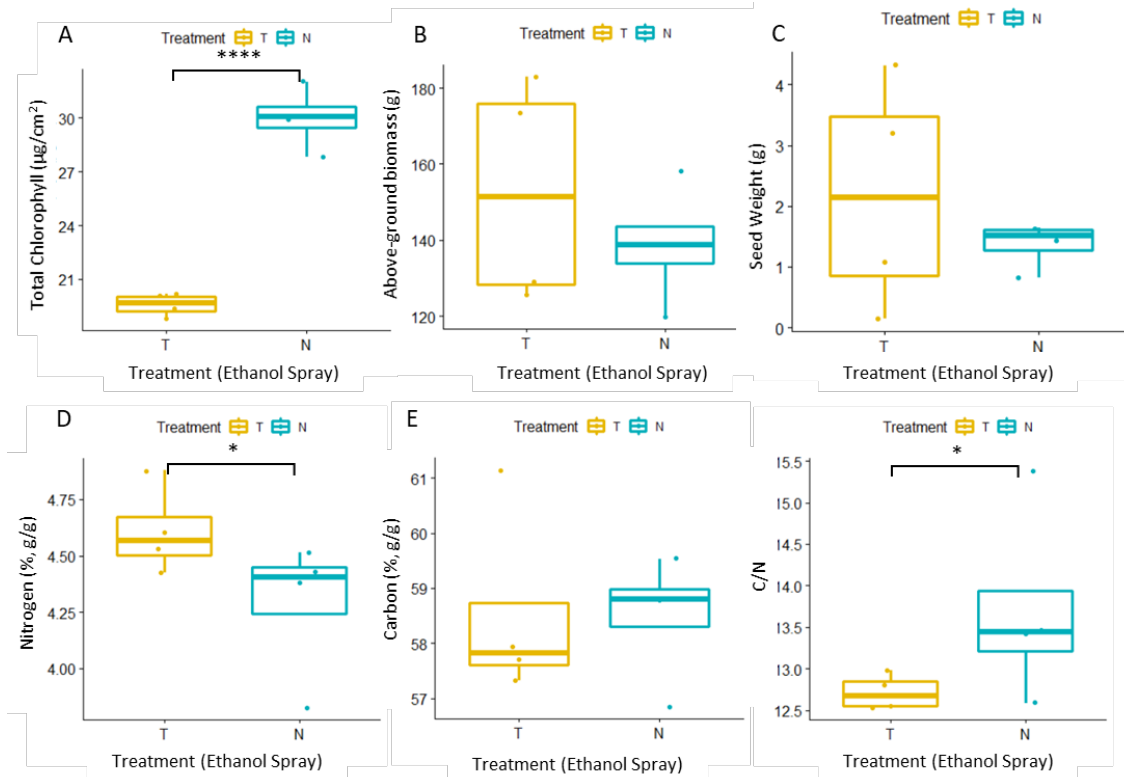 A
Treatment T N
****
Total Chlorophyll (µg/cm²)
30
27
24
21
T N
Treatment (Ethanol Spray)
B
Treatment T N
Above-ground biomass (g)
180
160
140
120
T N
Treatment (Ethanol Spray)
C
Treatment T N
Seed Weight (g)
4
3
2
1
0
T N
Treatment (Ethanol Spray)
D
Treatment T N
*
Nitrogen (%, g/g)
4.75
4.50
4.25
4.00
T N
Treatment (Ethanol Spray)
E
Treatment T N
Carbon (%, g/g)
61
60
59
58
57
T N
Treatment (Ethanol Spray)
Treatment T N
*
C/N
15.5
15.0
14.5
14.0
13.5
13.0
12.5
T N
Treatment (Ethanol Spray)